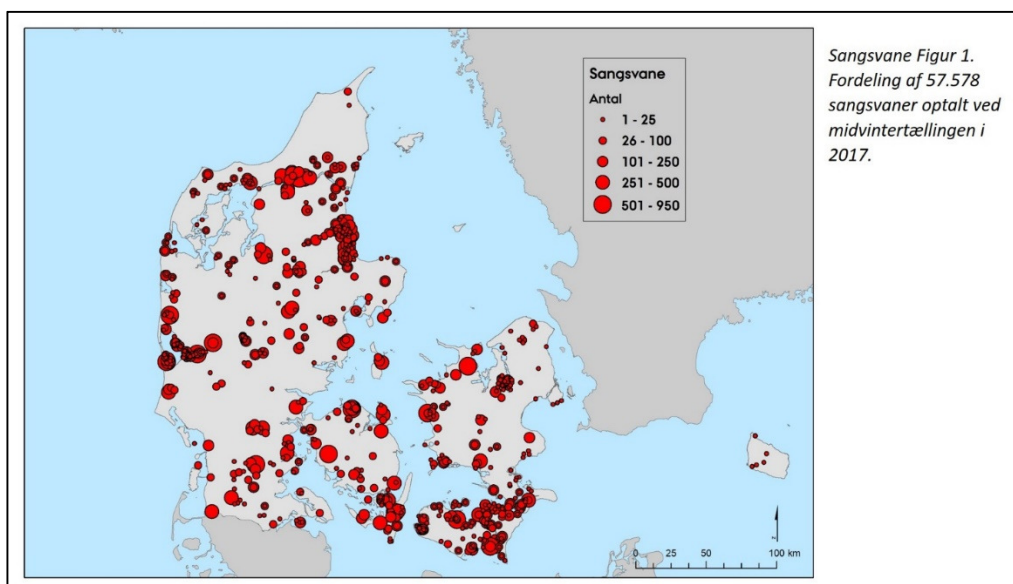 Sangsvane
Antal
1 - 25
26 - 100
101 - 250
251 - 500
501 - 950
Sangsvane Figur 1.
Fordeling af 57.578
sangsvaner optalt ved
midvintertællingen i
2017.
0 25 50 100 km